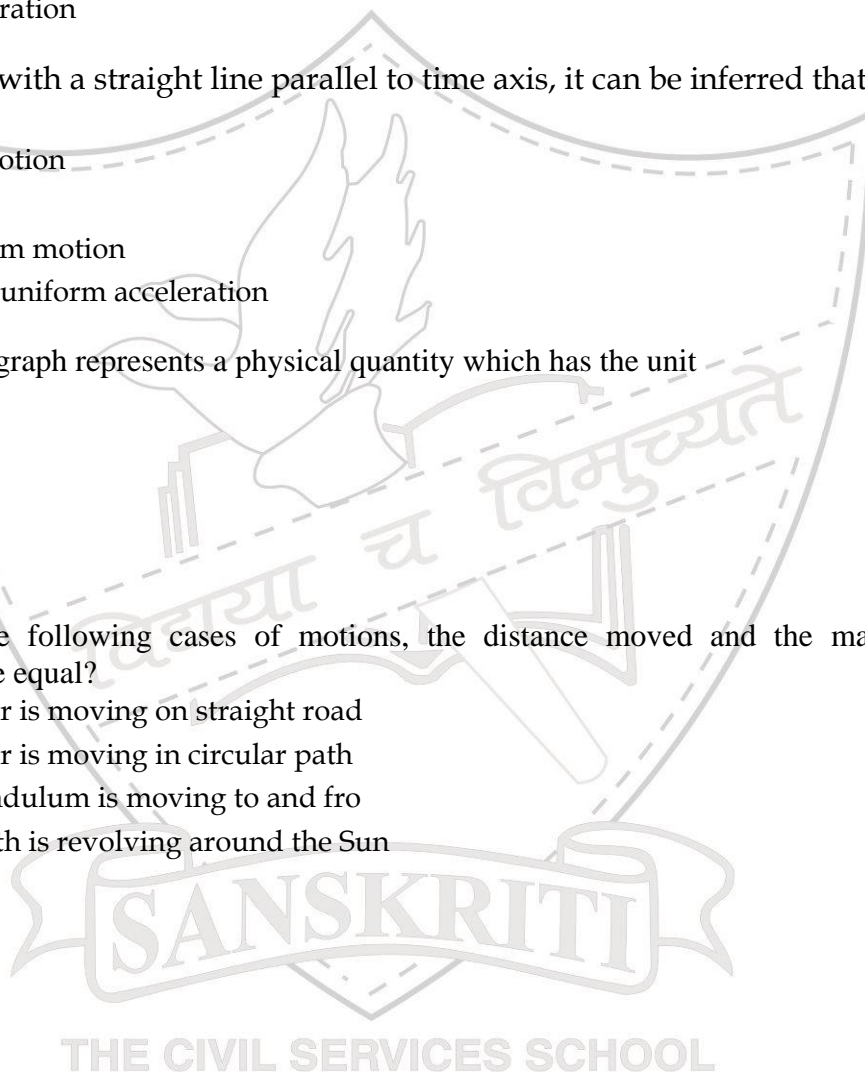 ration
with a straight line parallel to time axis, it can be inferred that
otion
m motion
uniform acceleration
graph represents a physical quantity which has the unit
e following cases of motions, the distance moved and the ma
e equal?
r is moving on straight road
r is moving in circular path
ndulum is moving to and fro
th is revolving around the Sun
विद्यया च विमुच्यते
SANSKRITI
THE CIVIL SERVICES SCHOOL